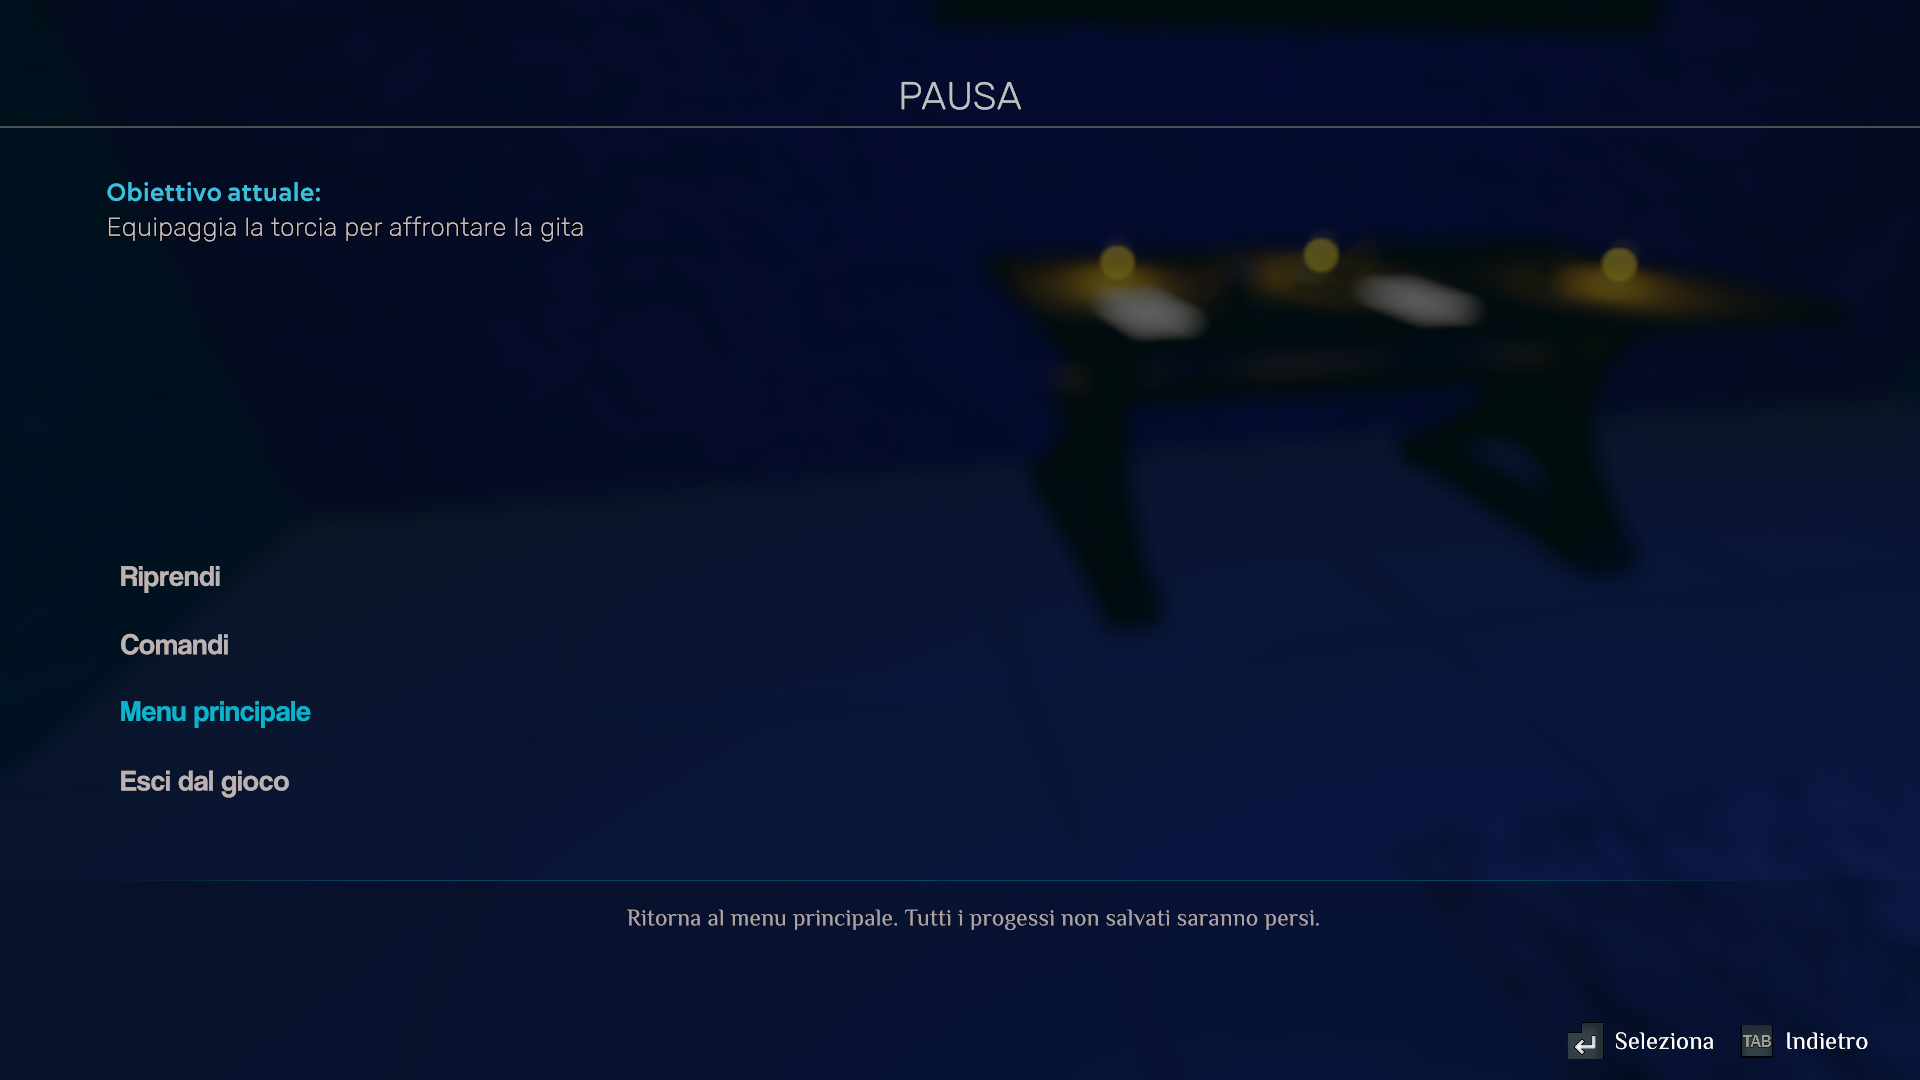 PAUSA
Obiettivo attuale:
Equipaggia la torcia per affrontare la gita
Riprendi
Comandi
Menu principale
Esci dal gioco
Ritorna al menu principale. Tutti i progessi non salvati saranno persi.
Seleziona TAB Indietro